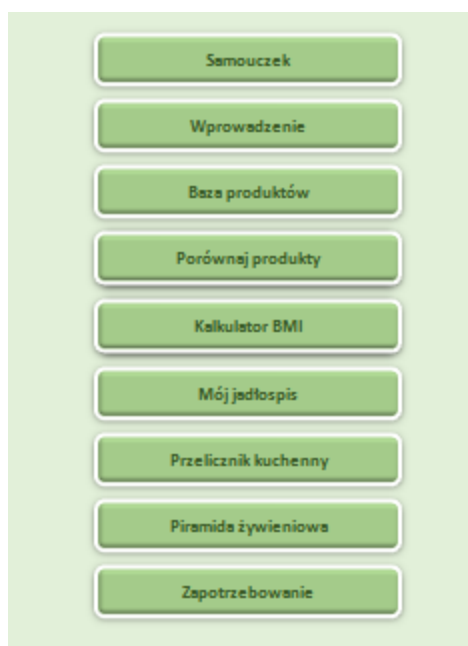 Samouczek
Wprowadzenie
Baza produktów
Porównaj produkty
Kalkulator BMI
Mój jadłospis
Przelicznik kuchenny
Piramida żywieniowa
Zapotrzebowanie